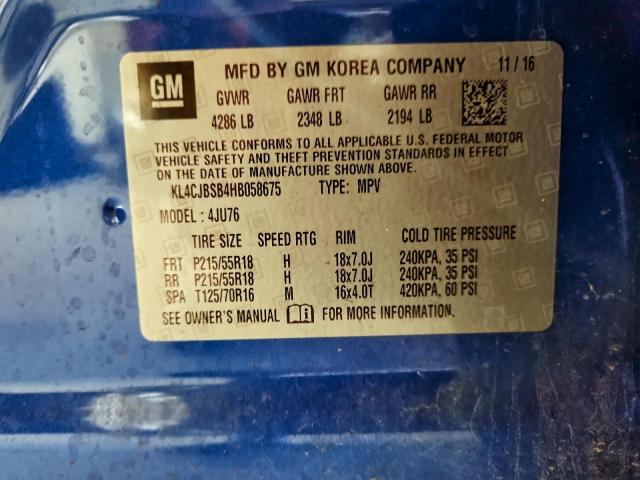 GM
MFD BY GM KOREA COMPANY 11 / 16
GVWR GAWR FRT GAWR RR
4286 LB 2348 LB 2194 LB
THIS VEHICLE CONFORMS TO ALL APPLICABLE U.S. FEDERAL MOTOR
VEHICLE SAFETY AND THEFT PREVENTION STANDARDS IN EFFECT
ON THE DATE OF MANUFACTURE SHOWN ABOVE.
KL4CJBSB4HB058675 TYPE: MPV
MODEL : 4JU76
TIRE SIZE SPEED RTG RIM COLD TIRE PRESSURE
FRT P215/55R18 H 18x7.0J 240KPA, 35 PSI
RR P215/55R18 H 18x7.0J 240KPA, 35 PSI
SPA T125/70R16 M 16x4.0T 420KPA, 60 PSI
SEE OWNER'S MANUAL FOR MORE INFORMATION.